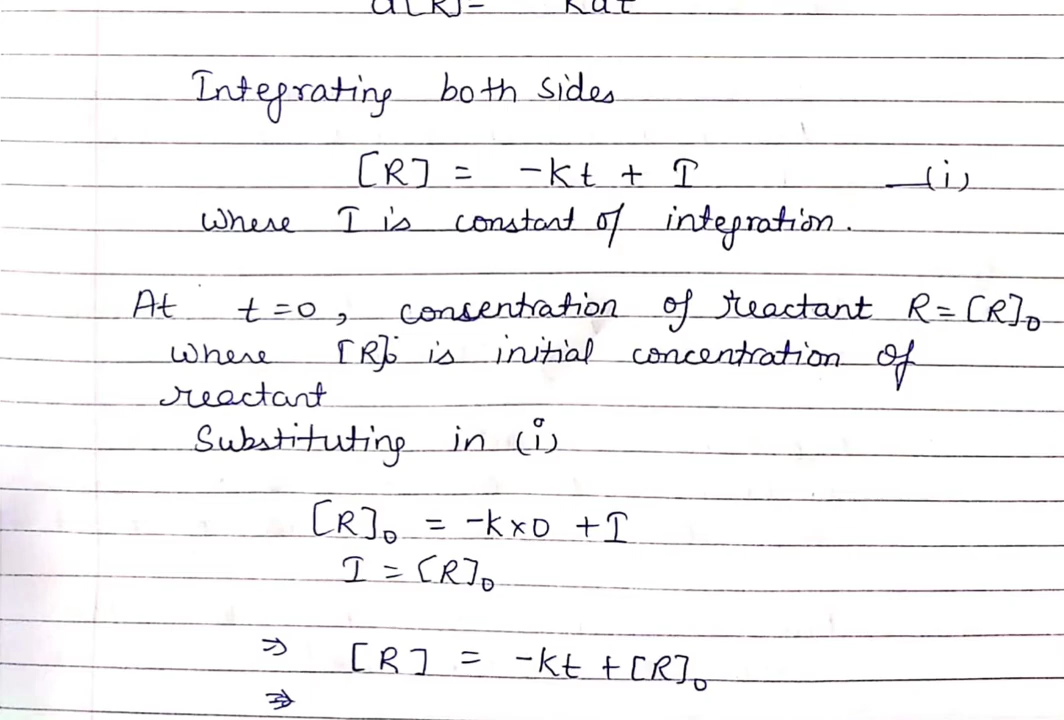 d[R]= Kdt
Integrating both sides
[R] = -Kt + I —(i)
where I is constant of integration.
At t=0, consentration of reactant R=[R]₀
where [R]₀ is initial concentration of
reactant
Substituting in (i)
[R]₀ = -K×0 + I
I = [R]₀
⇒ [R] = -Kt + [R]₀
⇒